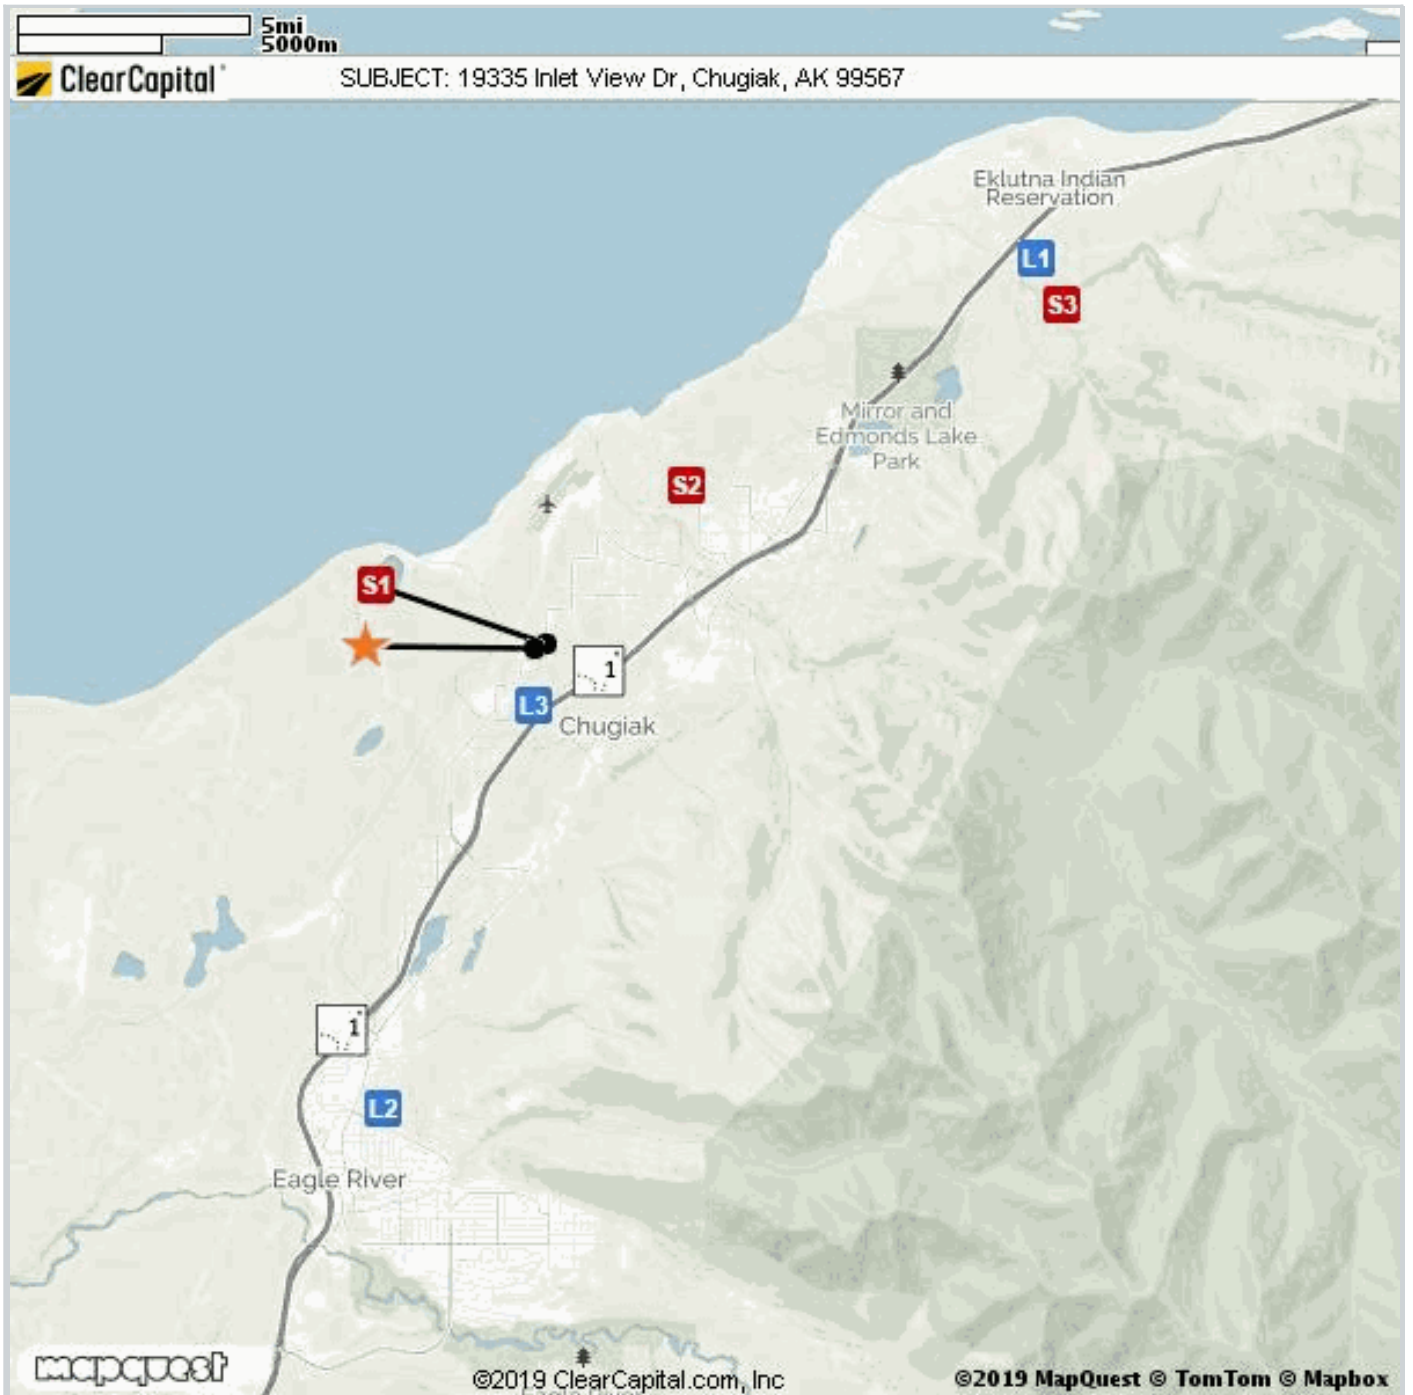 5mi
5000m
ClearCapital
SUBJECT: 19335 Inlet View Dr, Chugiak, AK 99567
Eklutna Indian
Reservation
L1
S3
Mirror and
Edmonds Lake
Park
S2
S1
1
L3
Chugiak
1
L2
Eagle River
mapquest
©2019 ClearCapital.com, Inc
©2019 MapQuest © TomTom © Mapbox
Eagle River